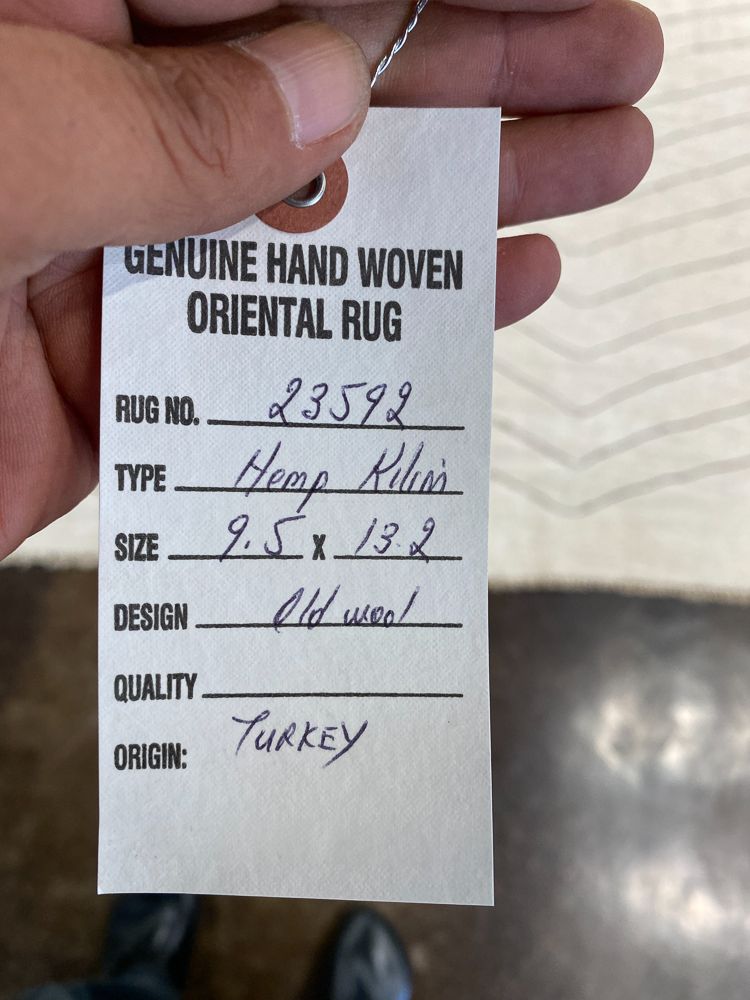 GENUINE HAND WOVEN
ORIENTAL RUG
RUG NO. 23592
TYPE Hemp Kilim
SIZE 9.5 X 13.2
DESIGN Old wool
QUALITY
ORIGIN: TURKEY